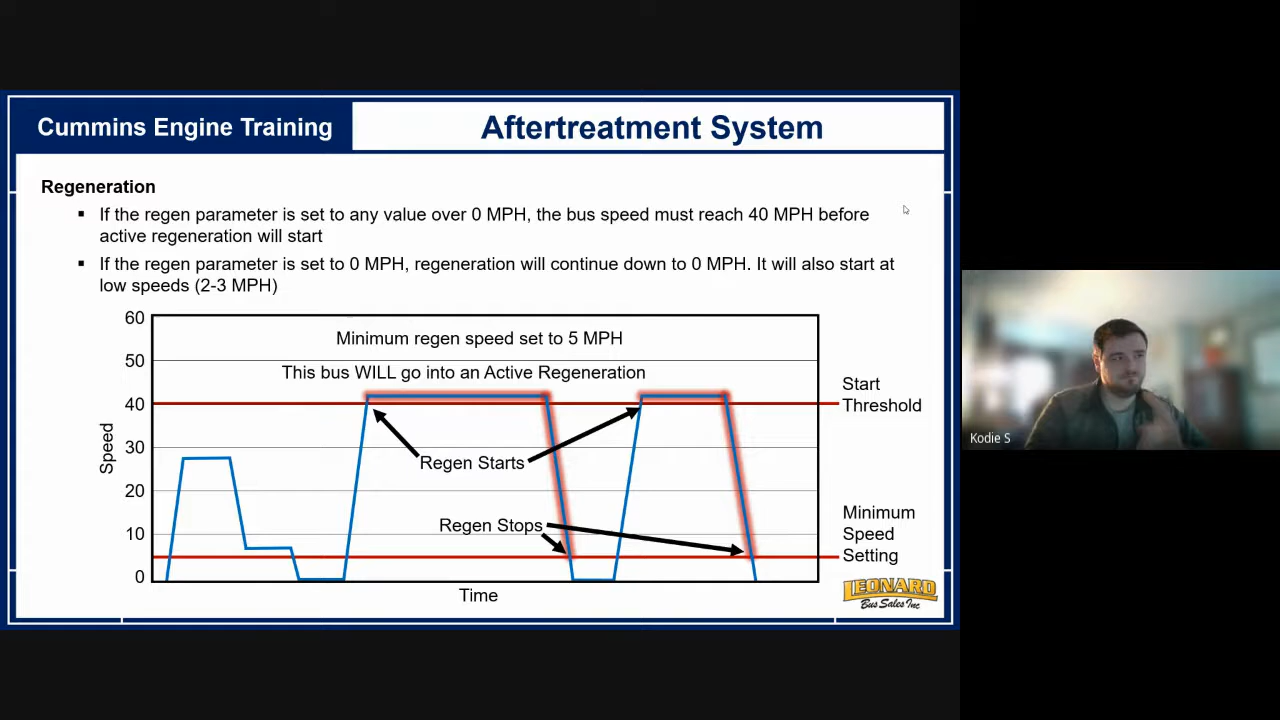 Cummins Engine Training
Aftertreatment System
Regeneration
▪ If the regen parameter is set to any value over 0 MPH, the bus speed must reach 40 MPH before
active regeneration will start
▪ If the regen parameter is set to 0 MPH, regeneration will continue down to 0 MPH. It will also start at
low speeds (2-3 MPH)
60
Minimum regen speed set to 5 MPH
50
This bus WILL go into an Active Regeneration
Start
40
Threshold
Speed
30
Regen Starts
20
Minimum
Regen Stops
10
Speed
Setting
0
Time
LEONARD
Bus Sales Inc
Kodie S